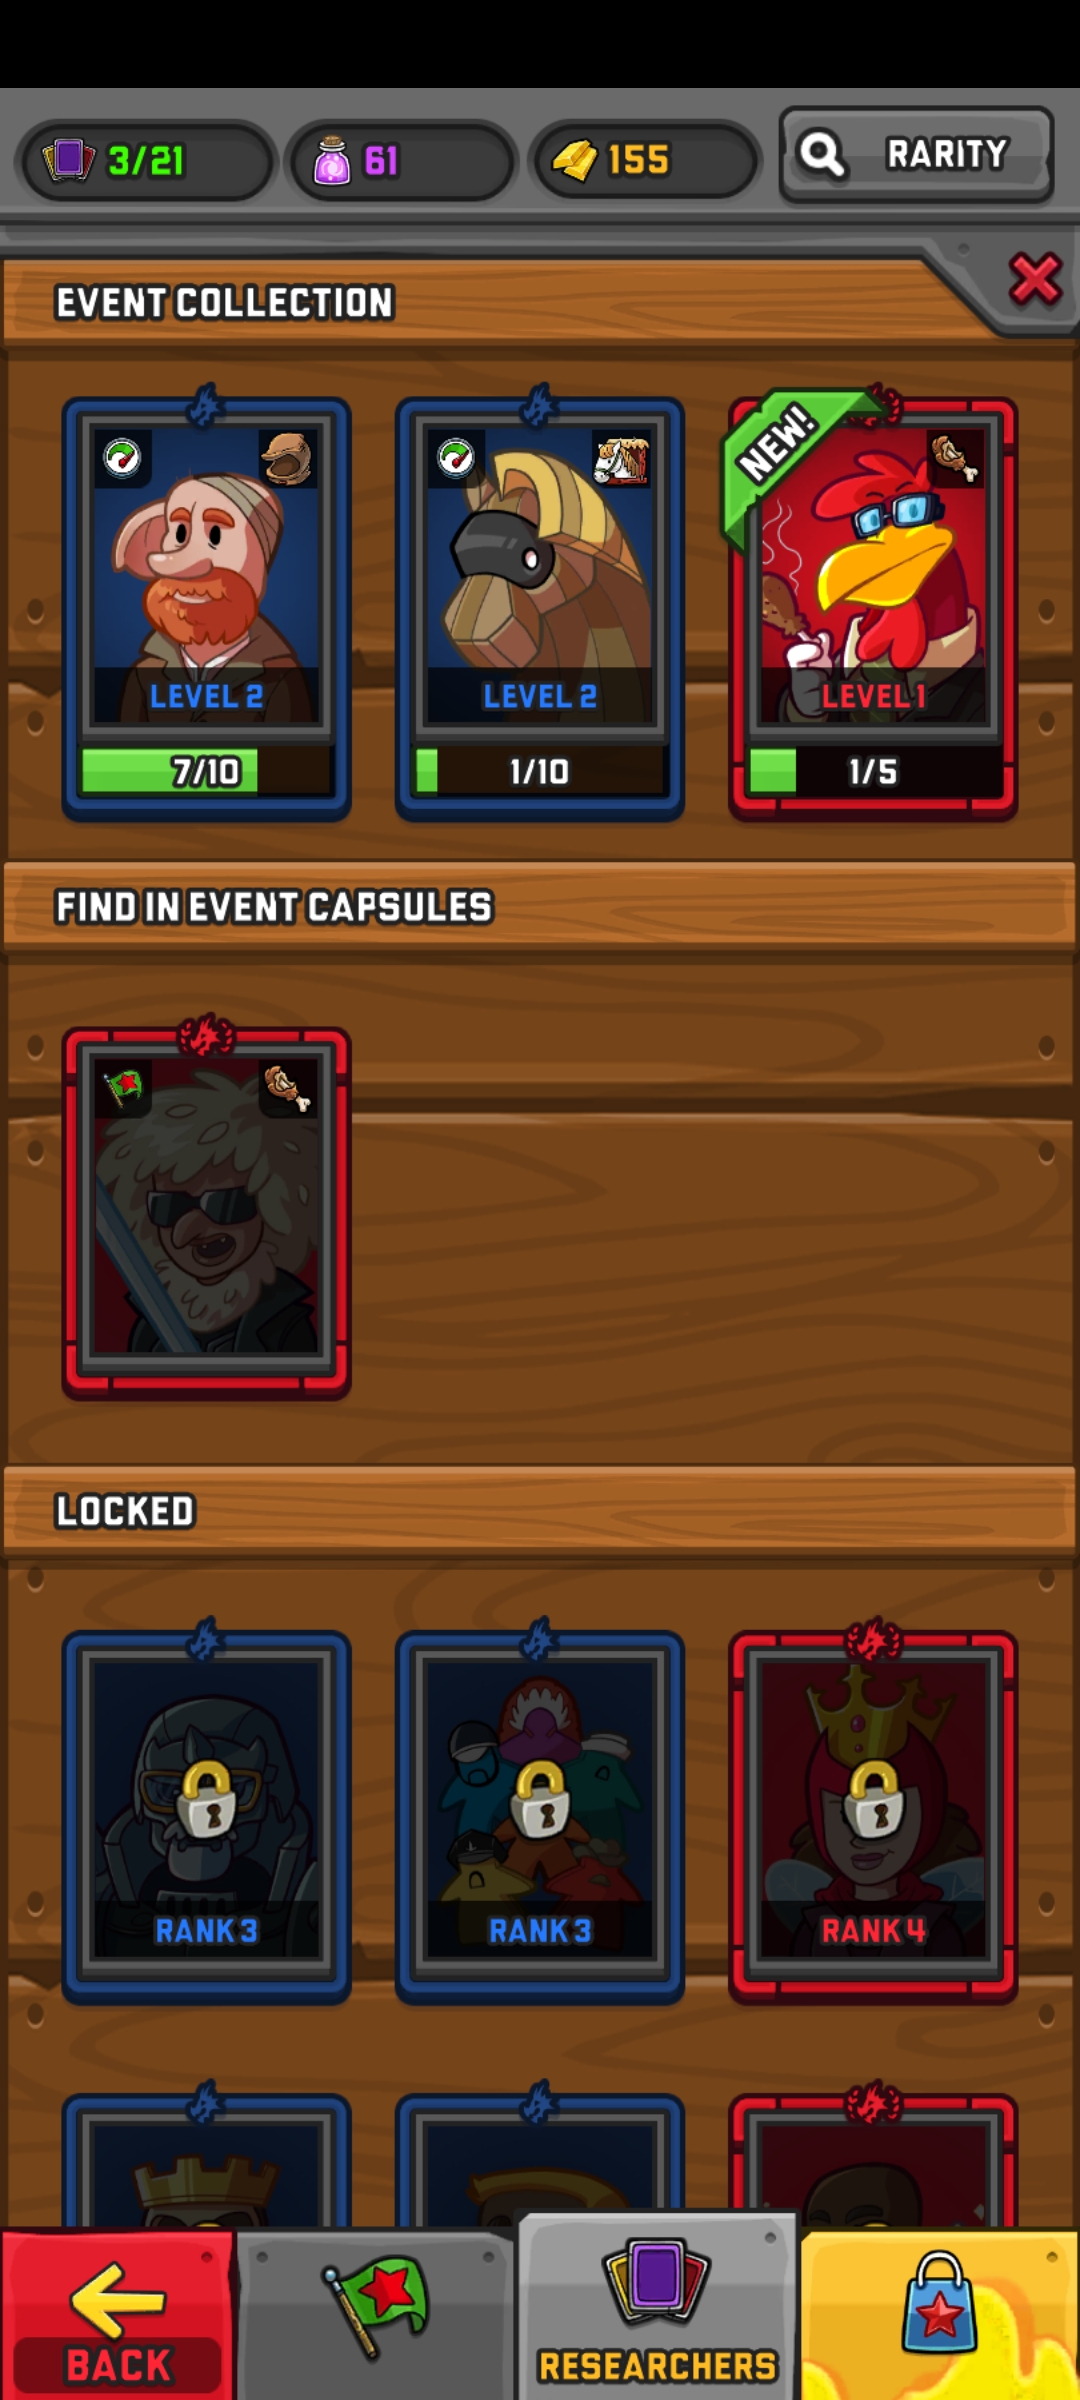 3/21
61
155
RARITY
EVENT COLLECTION
NEW!
LEVEL 2
LEVEL 2
LEVEL 1
7/10
1/10
1/5
FIND IN EVENT CAPSULES
LOCKED
RANK 3
RANK 3
RANK 4
BACK
RESEARCHERS